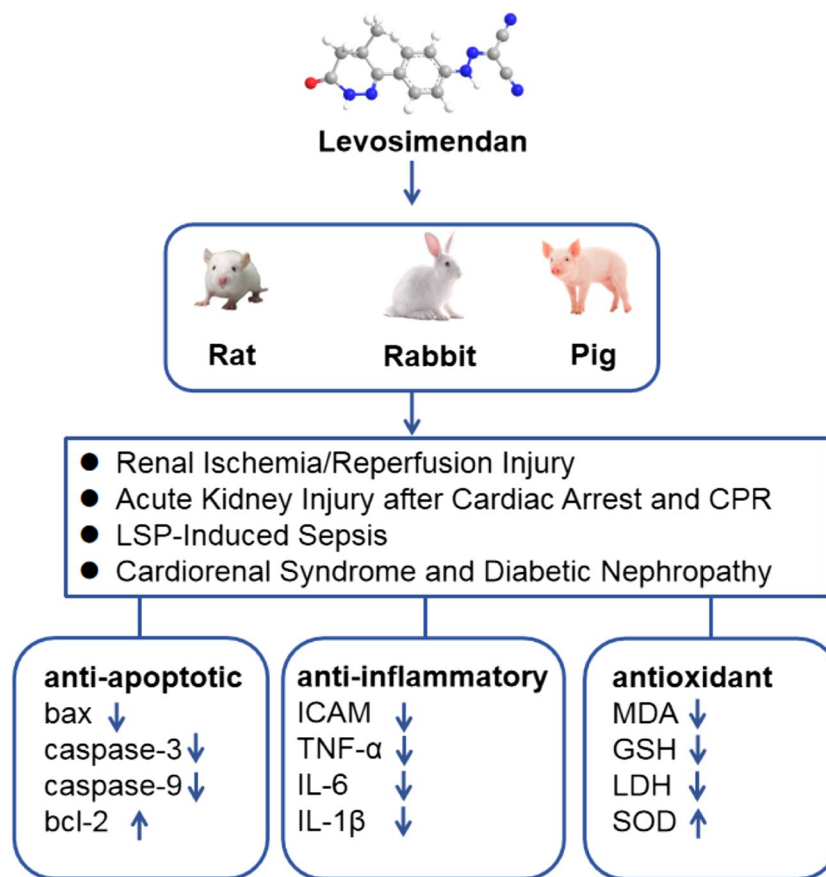 Levosimendan
Rat
Rabbit
Pig
● Renal Ischemia/Reperfusion Injury
● Acute Kidney Injury after Cardiac Arrest and CPR
● LSP-Induced Sepsis
● Cardiorenal Syndrome and Diabetic Nephropathy
anti-apoptotic
bax ↓
caspase-3 ↓
caspase-9 ↓
bcl-2 ↑
anti-inflammatory
ICAM ↓
TNF-α ↓
IL-6 ↓
IL-1β ↓
antioxidant
MDA ↓
GSH ↓
LDH ↓
SOD ↑